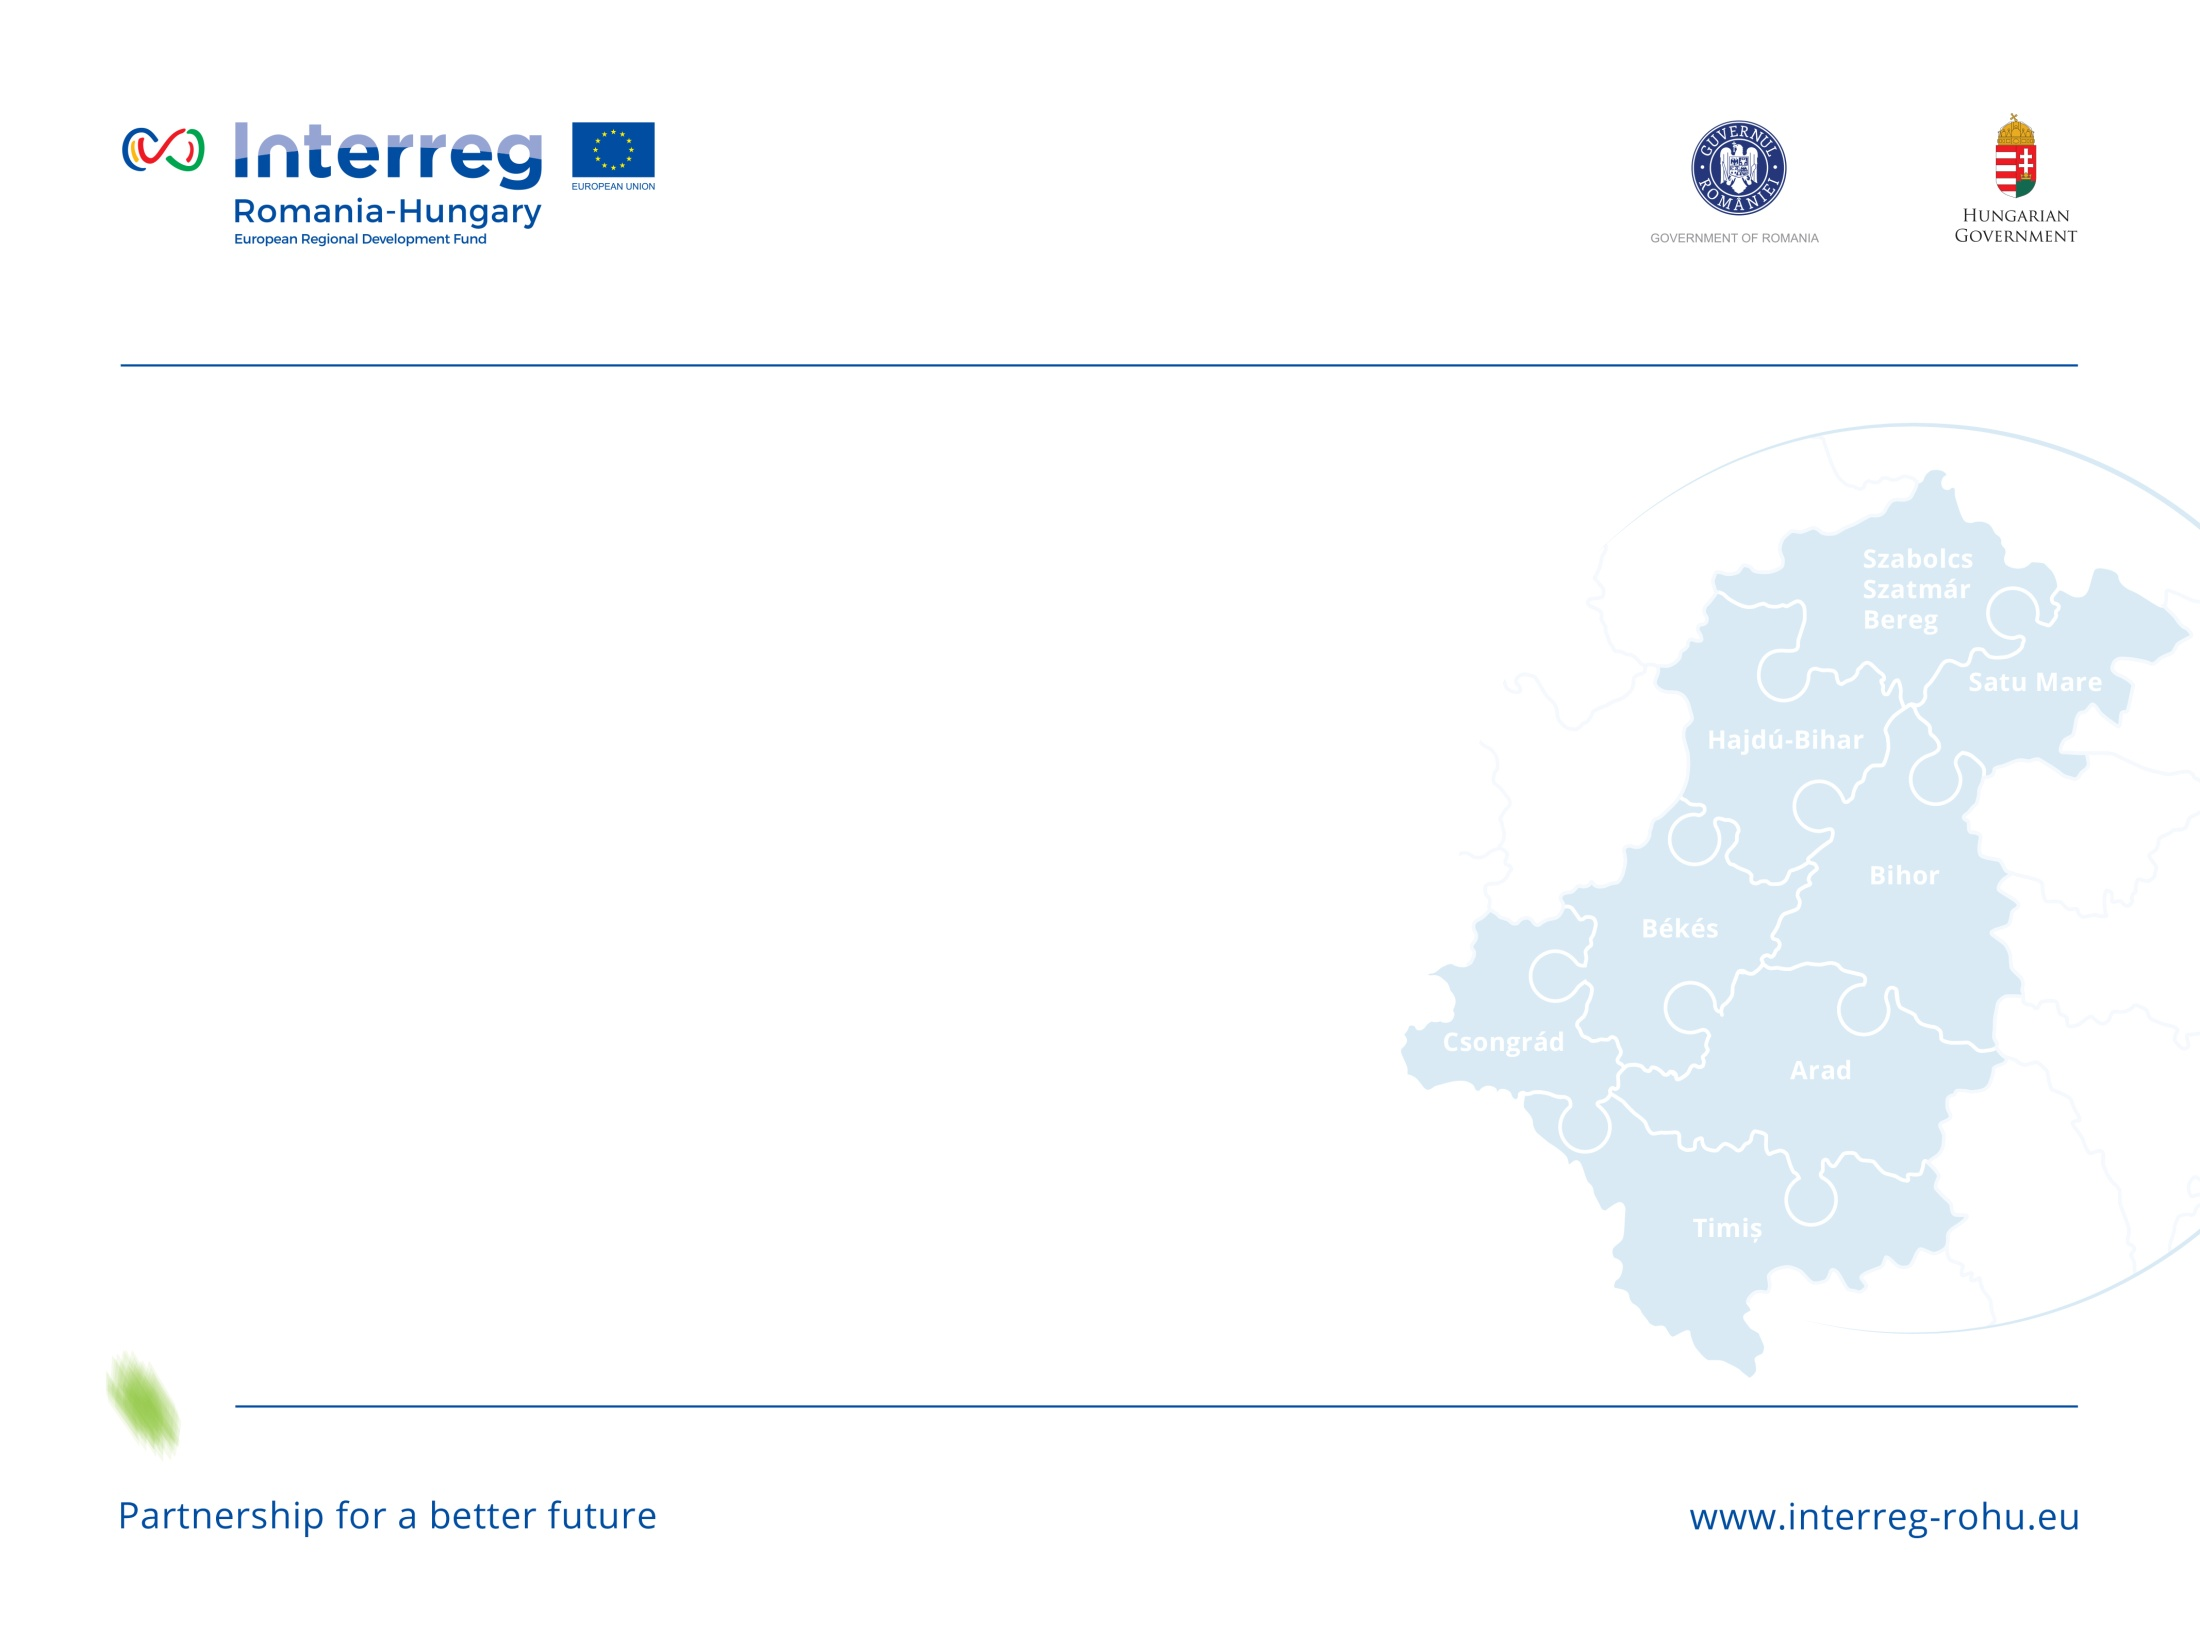 Interreg
EUROPEAN UNION
Romania-Hungary
European Regional Development Fund
GUVERNUL ROMÂNIEI
GOVERNMENT OF ROMANIA
HUNGARIAN
GOVERNMENT
Szabolcs
Szatmár
Bereg
Satu Mare
Hajdú-Bihar
Bihor
Békés
Csongrád
Arad
Timiș
Partnership for a better future
www.interreg-rohu.eu